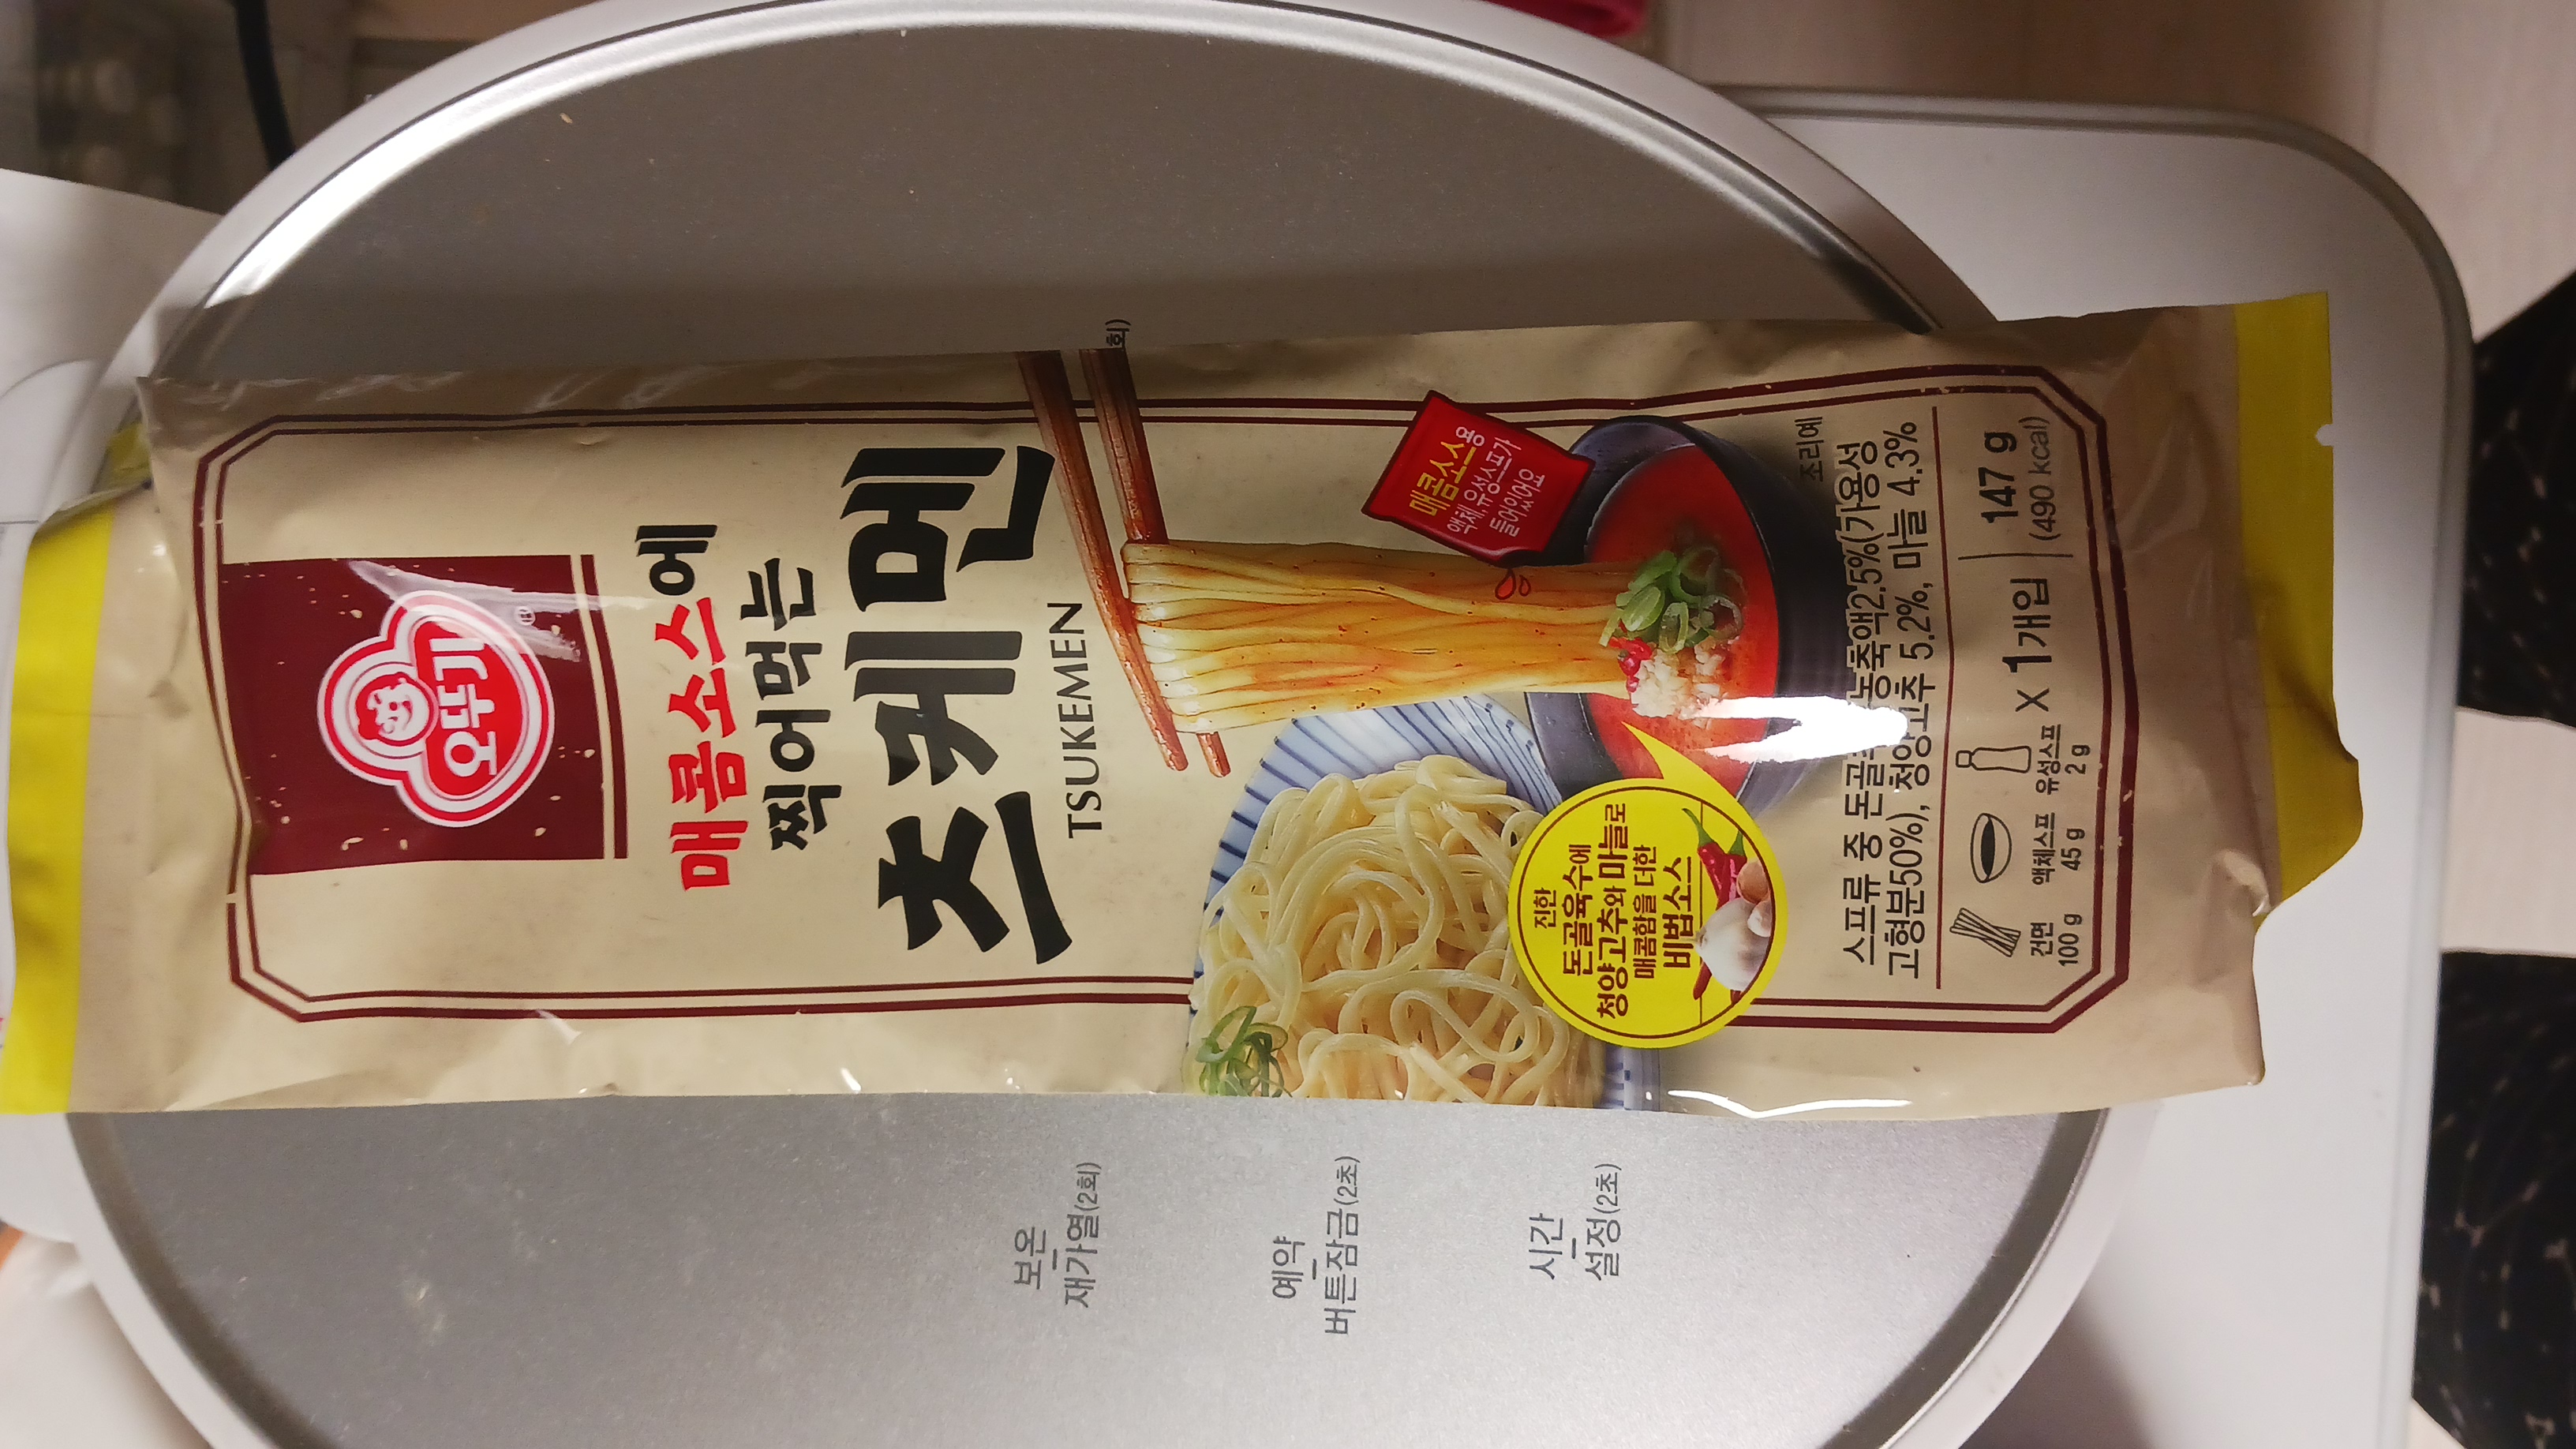 오뚜기
®
매콤소스에
찍어먹는
츠케멘
TSUKEMEN
매콤소스용
액체, 유성스프가
들어있어요
진한
돈골육수에
청양고추와 마늘로
매콤함을 더한
비법소스
조리예
스프류 중 돈골농축액2.5%(가용성
고형분50%), 청양고추 5.2%, 마늘 4.3%
건면
100 g
액체스프
45 g
유성스프
2 g
X 1개입
147 g
(490 kcal)
회)
보온
재가열(2회)
예약
버튼잠금(2초)
시간
설정(2초)